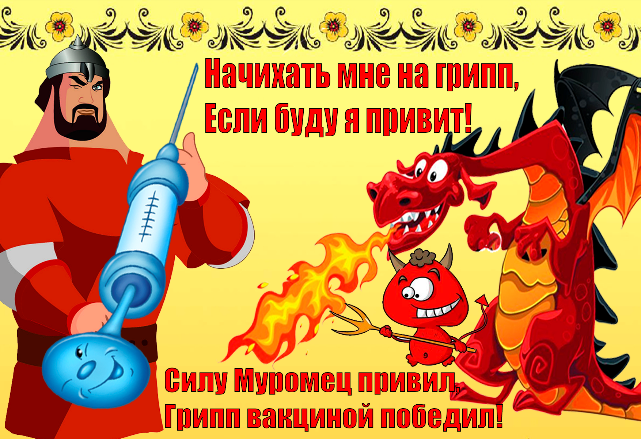 Начихать мне на грипп,
Если буду я привит!
Силу Муромец привил,
Грипп вакциной победил!